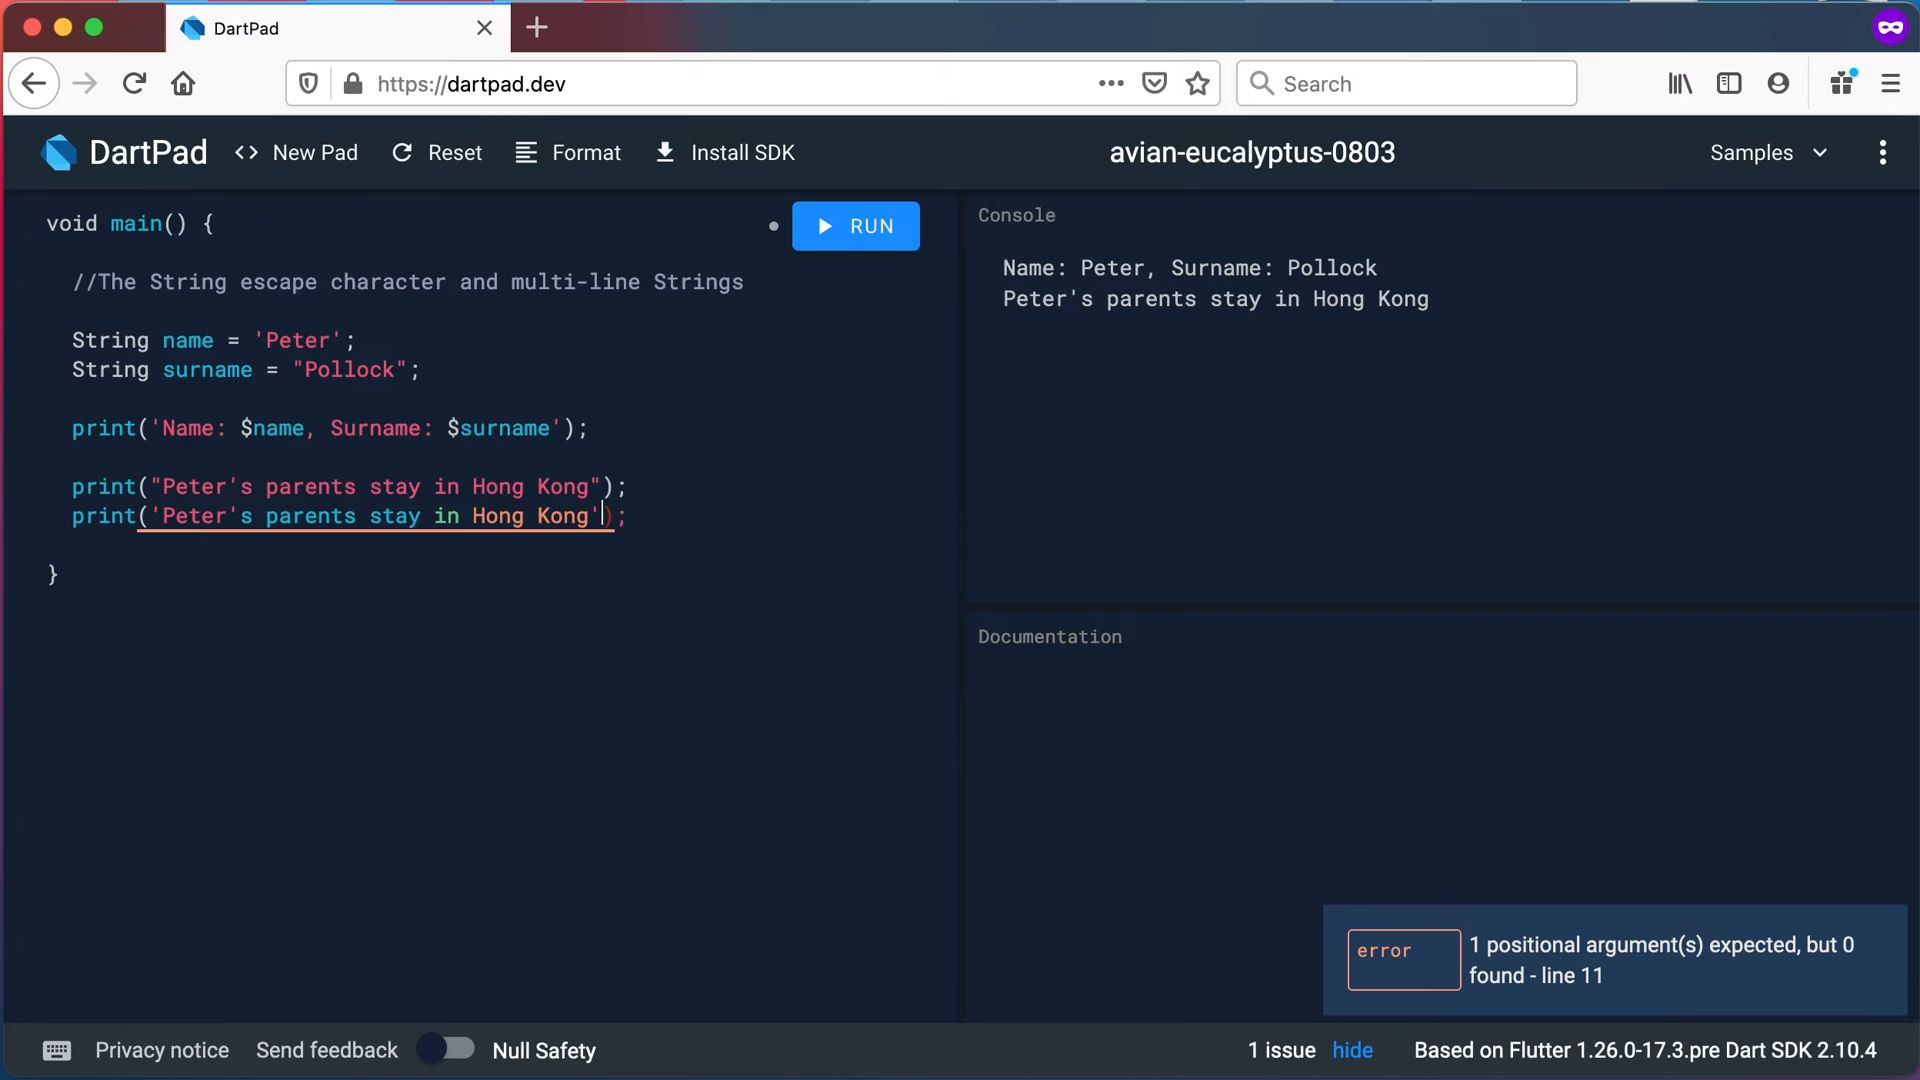 DartPad
https://dartpad.dev
Search
DartPad
New Pad
Reset
Format
Install SDK
avian-eucalyptus-0803
Samples
void main() {
RUN
//The String escape character and multi-line Strings
String name = 'Peter';
String surname = "Pollock";
print('Name: $name, Surname: $surname');
print("Peter's parents stay in Hong Kong");
print('Peter's parents stay in Hong Kong');
}
Console
Name: Peter, Surname: Pollock
Peter's parents stay in Hong Kong
Documentation
error
1 positional argument(s) expected, but 0
found - line 11
Privacy notice
Send feedback
Null Safety
1 issue
hide
Based on Flutter 1.26.0-17.3.pre Dart SDK 2.10.4